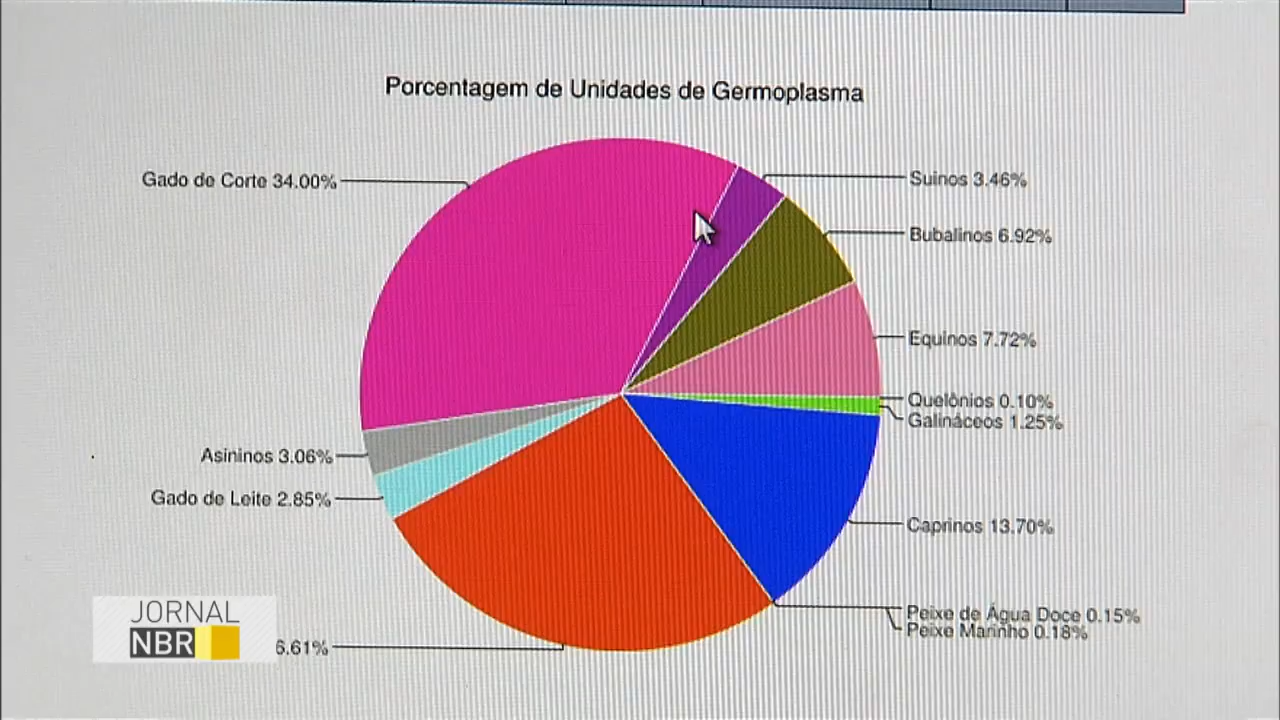 Porcentagem de Unidades de Germoplasma
Gado de Corte 34.00%
Suinos 3.46%
Bubalinos 6.92%
Equinos 7.72%
Quelônios 0.10%
Galináceos 1.25%
Asininos 3.06%
Gado de Leite 2.85%
Caprinos 13.70%
Peixe de Água Doce 0.15%
Peixe Marinho 0.18%
6.61%
JORNAL
NBR